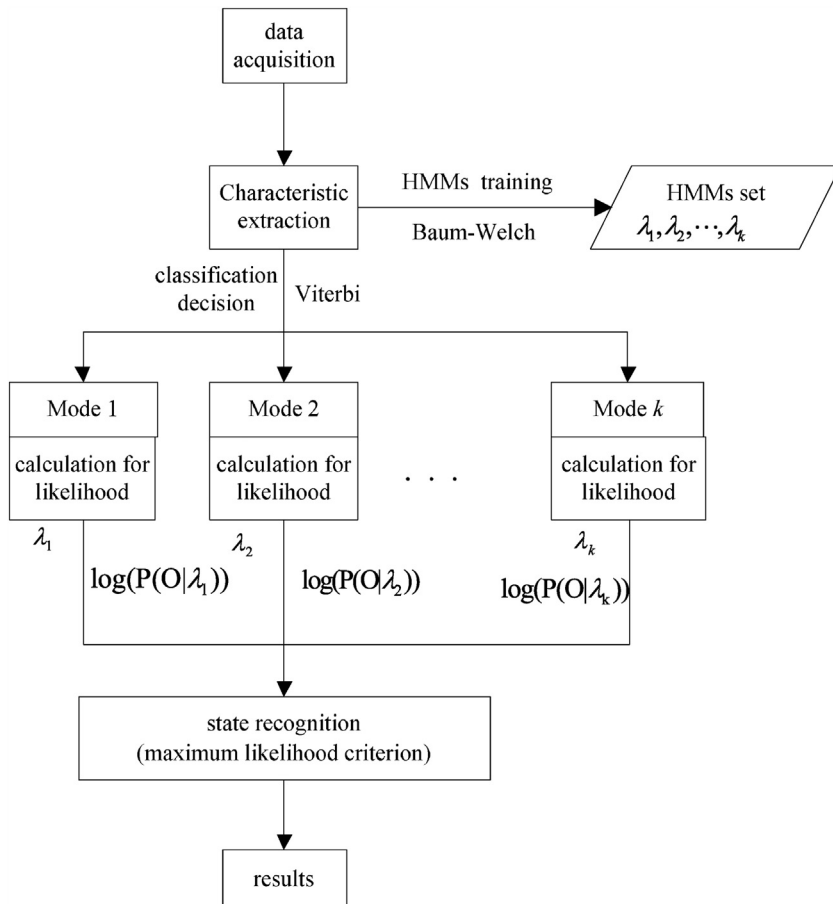 data
acquisition
Characteristic
extraction
HMMs training
Baum-Welch
HMMs set
λ₁,λ₂,⋯,λₖ
classification
decision
Viterbi
Mode 1
calculation for
likelihood
λ₁
log(P(O|λ₁))
Mode 2
calculation for
likelihood
λ₂
log(P(O|λ₂))
. . .
Mode k
calculation for
likelihood
λₖ
log(P(O|λₖ))
state recognition
(maximum likelihood criterion)
results